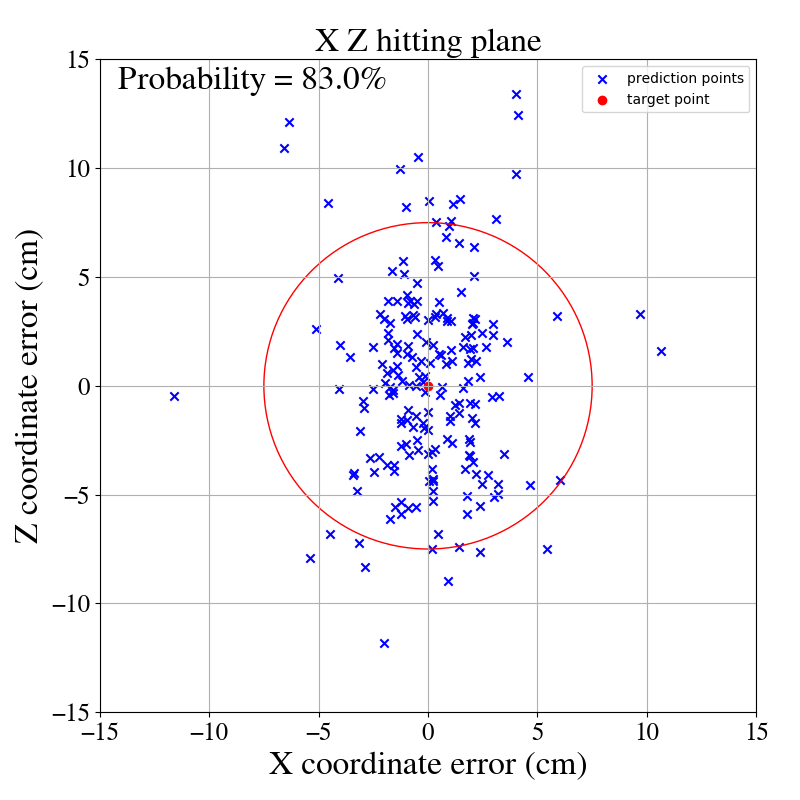 X Z hitting plane
Probability = 83.0%
prediction points
target point
15
10
5
0
−5
−10
−15
Z coordinate error (cm)
−15 −10 −5 0 5 10 15
X coordinate error (cm)